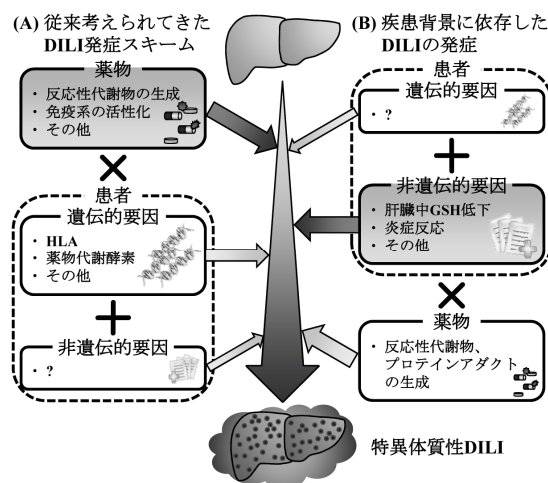 (A) 従来考えられてきた
DILI発症スキーム
薬物
・反応性代謝物の生成
・免疫系の活性化
・その他
患者
遺伝的要因
・HLA
・薬物代謝酵素
・その他
非遺伝的要因
・?
(B) 疾患背景に依存した
DILIの発症
患者
遺伝的要因
・?
非遺伝的要因
・肝臓中GSH低下
・炎症反応
・その他
薬物
・反応性代謝物、
プロテインアダクト
の生成
特異体質性DILI